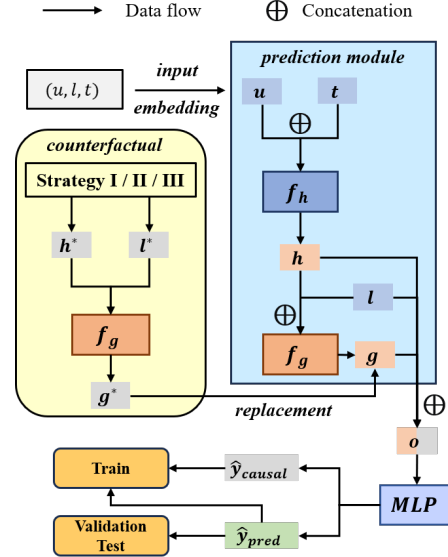 Data flow
⊕ Concatenation
(u, l, t)
input
embedding
prediction module
u
t
⊕
f_h
h
l
⊕
f_g
g
counterfactual
Strategy I / II / III
h*
l*
f_g
g*
replacement
⊕
o
MLP
Train
ŷ_causal
Validation
Test
ŷ_pred